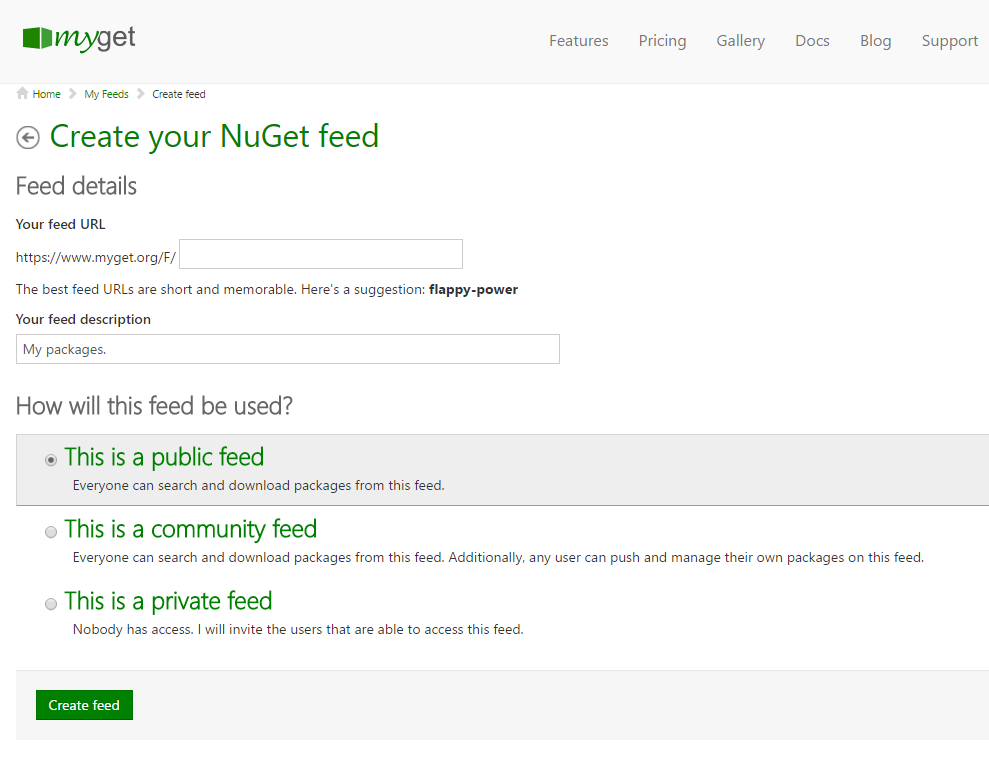 myget
Features Pricing Gallery Docs Blog Support
Home My Feeds Create feed
Create your NuGet feed
Feed details
Your feed URL
https://www.myget.org/F/
The best feed URLs are short and memorable. Here's a suggestion: flappy-power
Your feed description
My packages.
How will this feed be used?
This is a public feed
Everyone can search and download packages from this feed.
This is a community feed
Everyone can search and download packages from this feed. Additionally, any user can push and manage their own packages on this feed.
This is a private feed
Nobody has access. I will invite the users that are able to access this feed.
Create feed